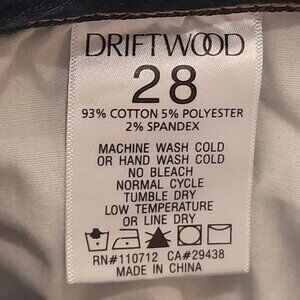 DRIFTWOOD
28
93% COTTON 5% POLYESTER
2% SPANDEX
MACHINE WASH COLD
OR HAND WASH COLD
NO BLEACH
NORMAL CYCLE
TUMBLE DRY
LOW TEMPERATURE
OR LINE DRY
RN#110712 CA#29438
MADE IN CHINA